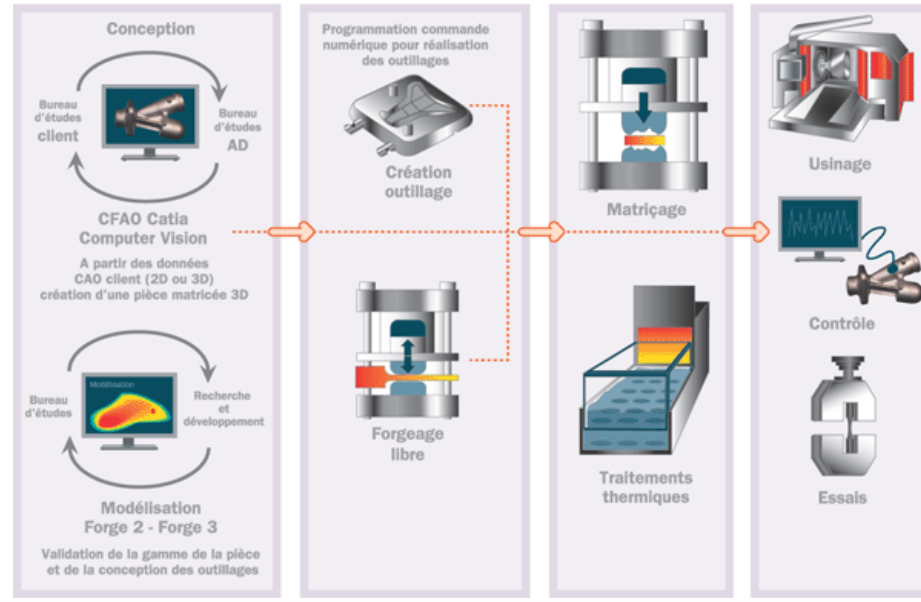 Conception
Bureau
d'études
client
Bureau
d'études
AD
CFAO Catia
Computer Vision
A partir des données
CAO client (2D ou 3D)
création d'une pièce matricée 3D
Modélisation
Bureau
d'études
Recherche
et
développement
Modélisation
Forge 2 - Forge 3
Validation de la gamme de la pièce
et de la conception des outillages
Programmation commande
numérique pour réalisation
des outillages
Création
outillage
Forgeage
libre
Matriçage
Traitements
thermiques
Usinage
Contrôle
Essais